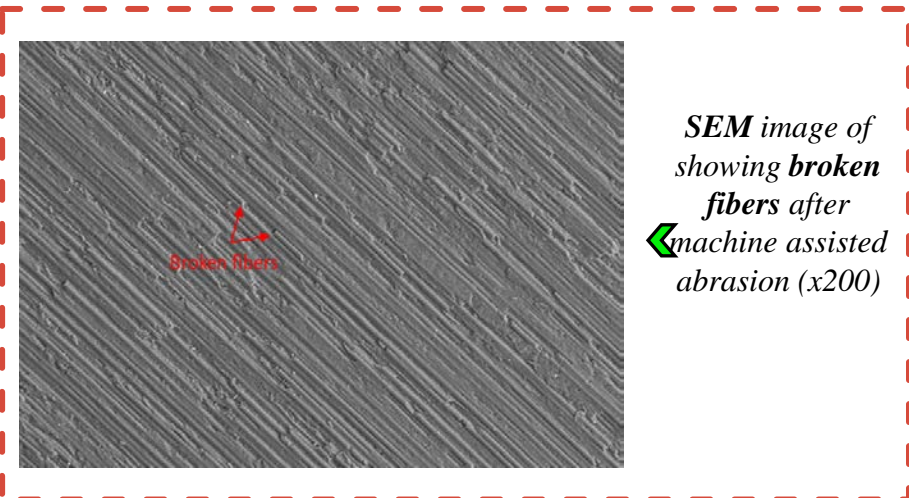 Broken fibers
SEM image of
showing broken
fibers after
machine assisted
abrasion (x200)